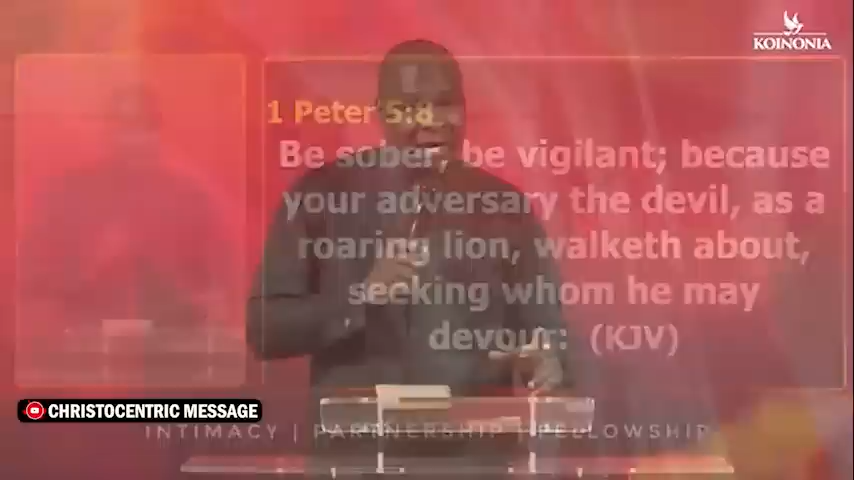 KOINONIA
1 Peter 5:8
Be sober, be vigilant; because
your adversary the devil, as a
roaring lion, walketh about,
seeking whom he may
devour: (KJV)
CHRISTOCENTRIC MESSAGE
INTIMACY | PARTNERSHIP | FELLOWSHIP